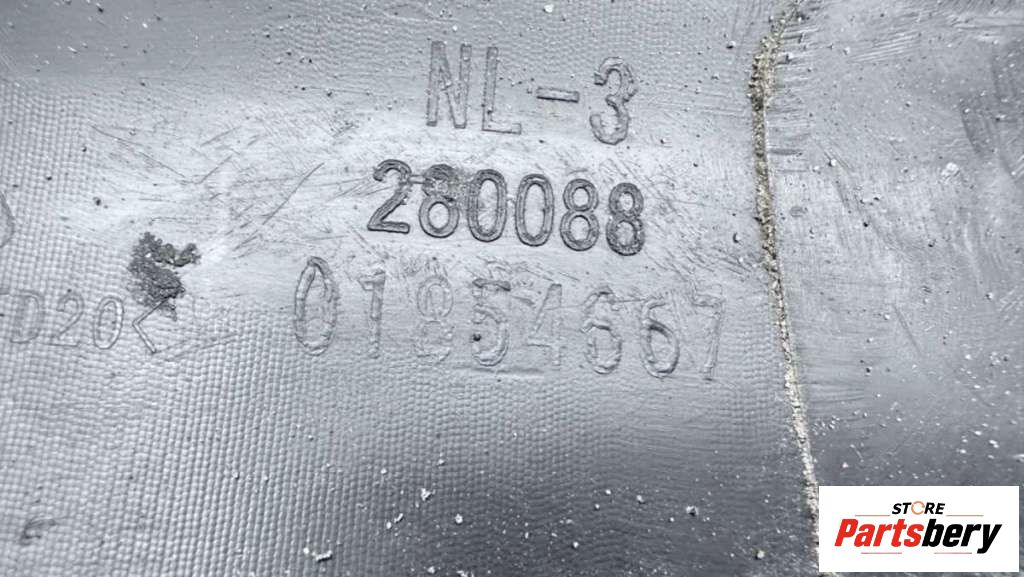 NL-3
280088
01854667
D20<
STORE
Partsbery